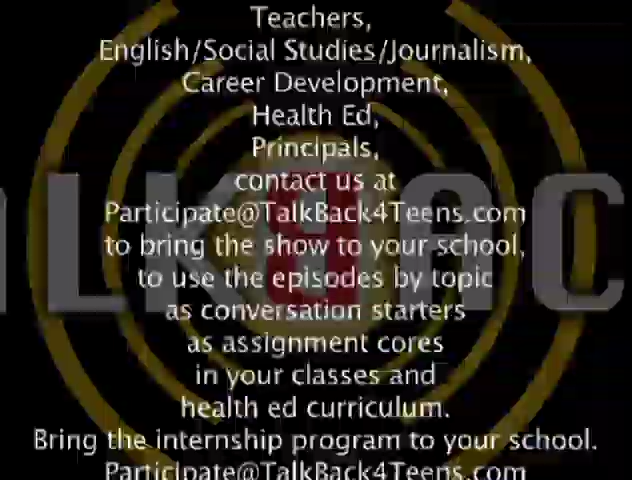 Teachers,
English/Social Studies/Journalism,
Career Development,
Health Ed,
Principals,
contact us at
Participate@TalkBack4Teens.com
to bring the show to your school,
to use the episodes by topic
as conversation starters
as assignment cores
in your classes and
health ed curriculum.
Bring the internship program to your school.
Participate@TalkBack4Teens.com